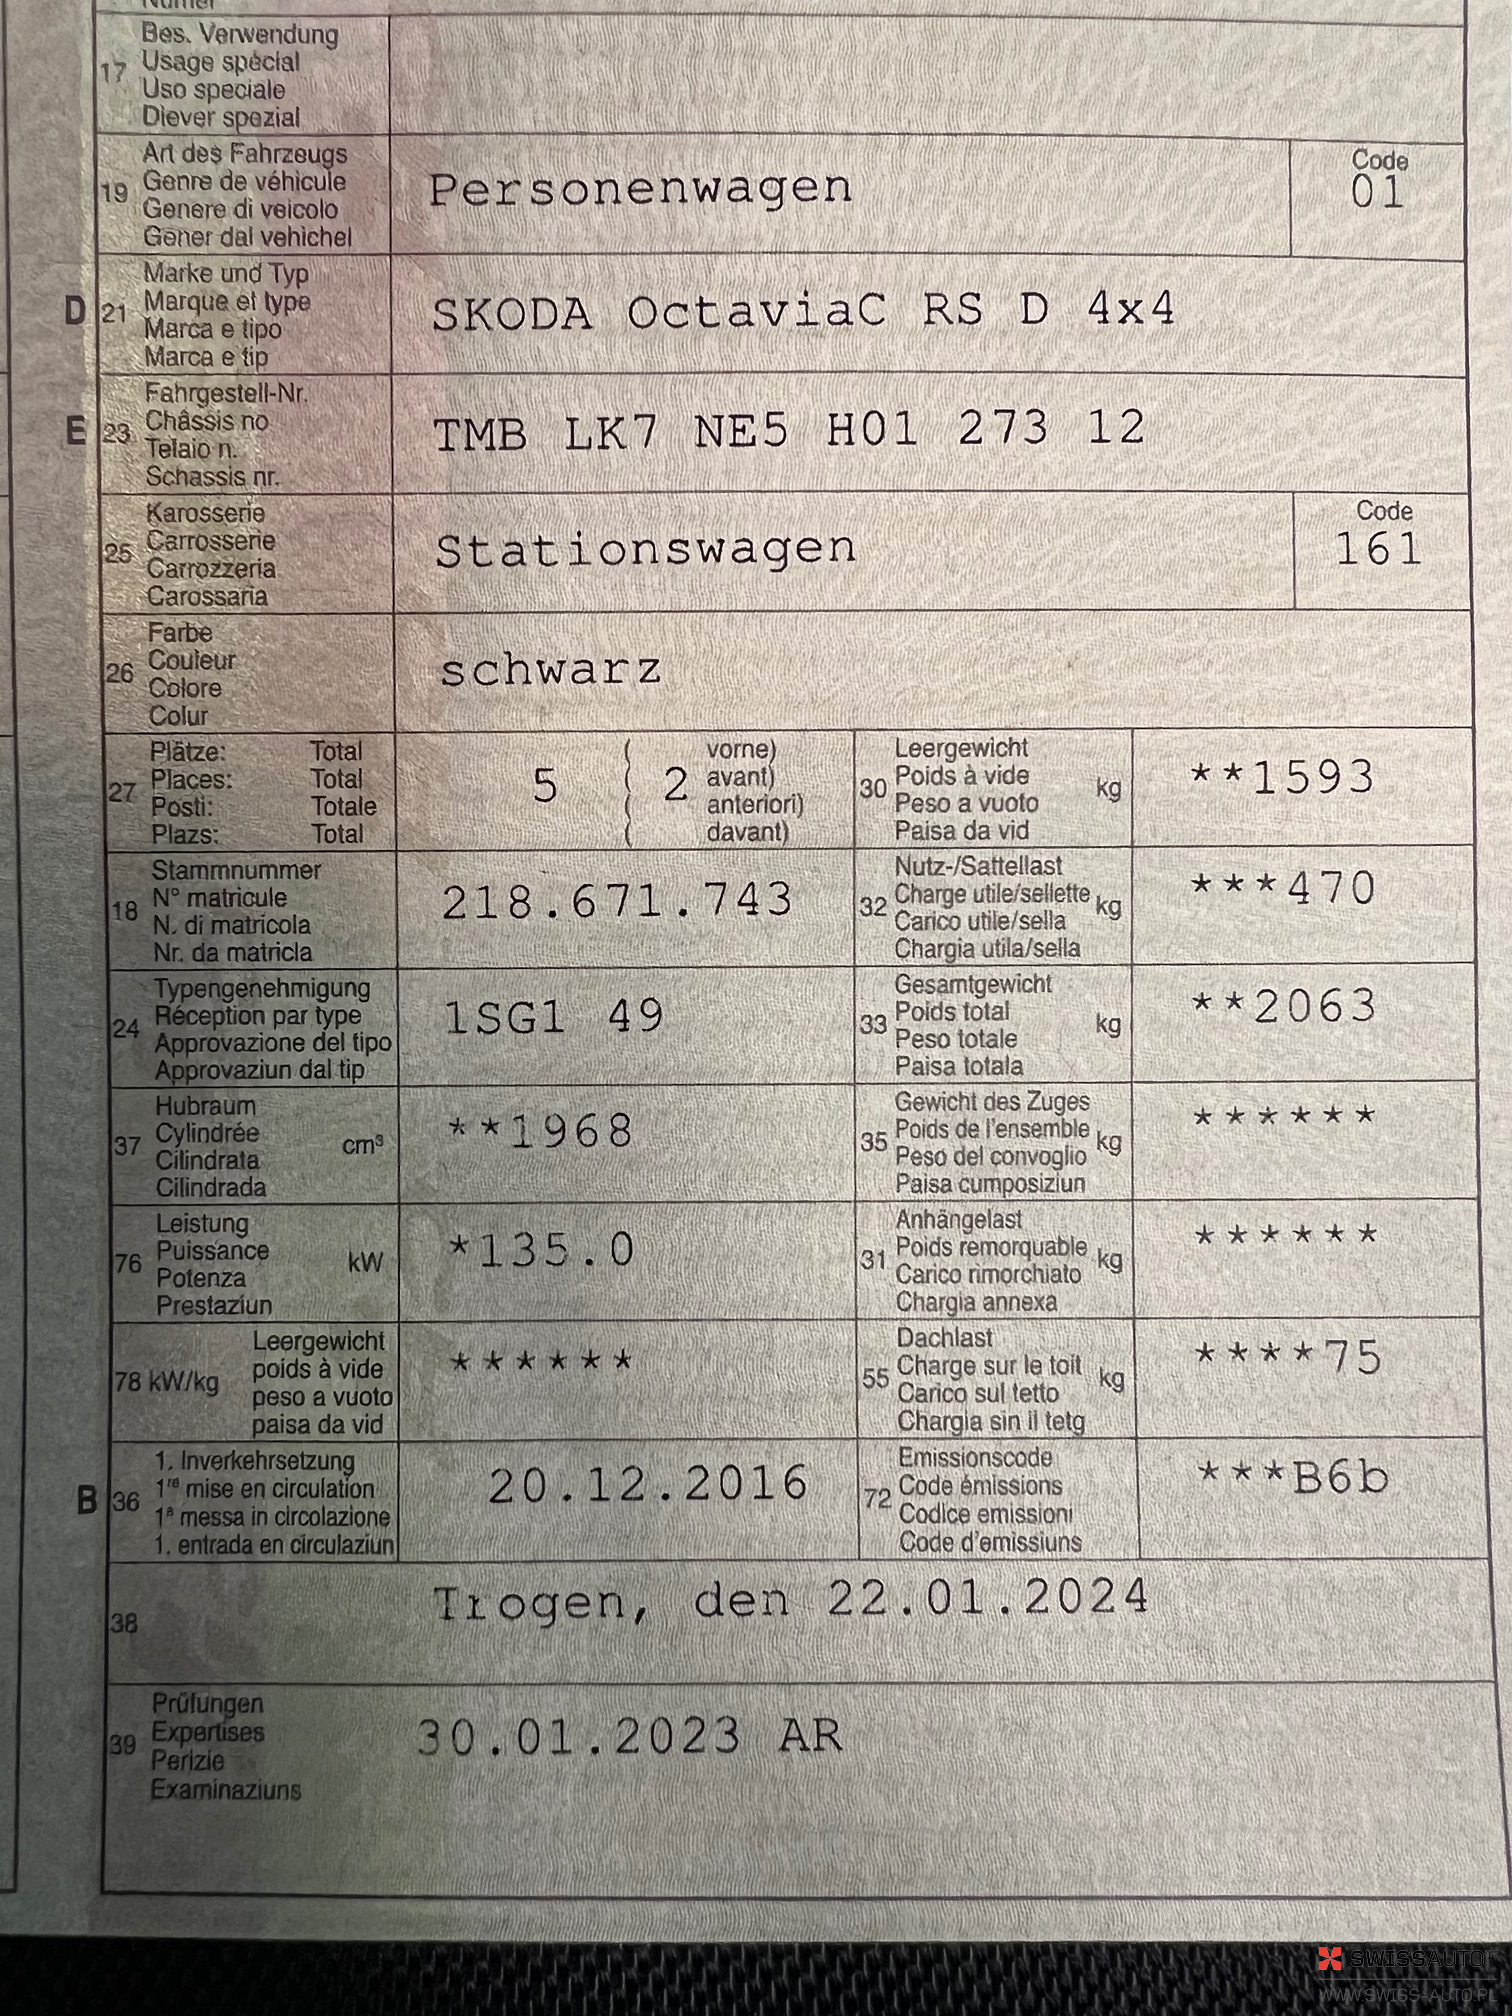 17
Bes. Verwendung
Usage spécial
Uso speciale
Diever spezial
19
Art des Fahrzeugs
Genre de véhicule
Genere di veicolo
Gener dal vehichel
Personenwagen
Code
01
D
21
Marke und Typ
Marque et type
Marca e tipo
Marca e tip
SKODA OctaviaC RS D 4x4
E
23
Fahrgestell-Nr.
Châssis no
Telaio n.
Schassis nr.
TMB LK7 NE5 H01 273 12
25
Karosserie
Carrosserie
Carrozzeria
Carossaria
Stationswagen
Code
161
26
Farbe
Couleur
Colore
Colur
schwarz
27
Plätze: Total
Places: Total
Posti: Totale
Plazs: Total
5 ( 2 vorne)
( avant)
( anteriori)
( davant)
30
Leergewicht
Poids à vide
Peso a vuoto
Paisa da vid
kg
**1593
18
Stammnummer
N° matricule
N. di matricola
Nr. da matricla
218.671.743
32
Nutz-/Sattellast
Charge utile/sellette
Carico utile/sella
Chargia utila/sella
kg
***470
24
Typengenehmigung
Réception par type
Approvazione del tipo
Approvaziun dal tip
1SG1 49
33
Gesamtgewicht
Poids total
Peso totale
Paisa totala
kg
**2063
37
Hubraum
Cylindrée
Cilindrata
Cilindrada
cm³
**1968
35
Gewicht des Zuges
Poids de l'ensemble
Peso del convoglio
Paisa cumposiziun
kg
******
76
Leistung
Puissance
Potenza
Prestaziun
kW
*135.0
31
Anhängelast
Poids remorquable
Carico rimorchiato
Chargia annexa
kg
******
78 kW/kg
Leergewicht
poids à vide
peso a vuoto
paisa da vid
******
55
Dachlast
Charge sur le toit
Carico sul tetto
Chargia sin il tetg
kg
****75
B
36
1. Inverkehrsetzung
1re mise en circulation
1a messa in circolazione
1. entrada en circulaziun
20.12.2016
72
Emissionscode
Code émissions
Codice emissioni
Code d'emissiuns
***B6b
38
Trogen, den 22.01.2024
39
Prüfungen
Expertises
Perizie
Examinaziuns
30.01.2023 AR
SWISSAUTO
WWW.SWISS-AUTO.PL